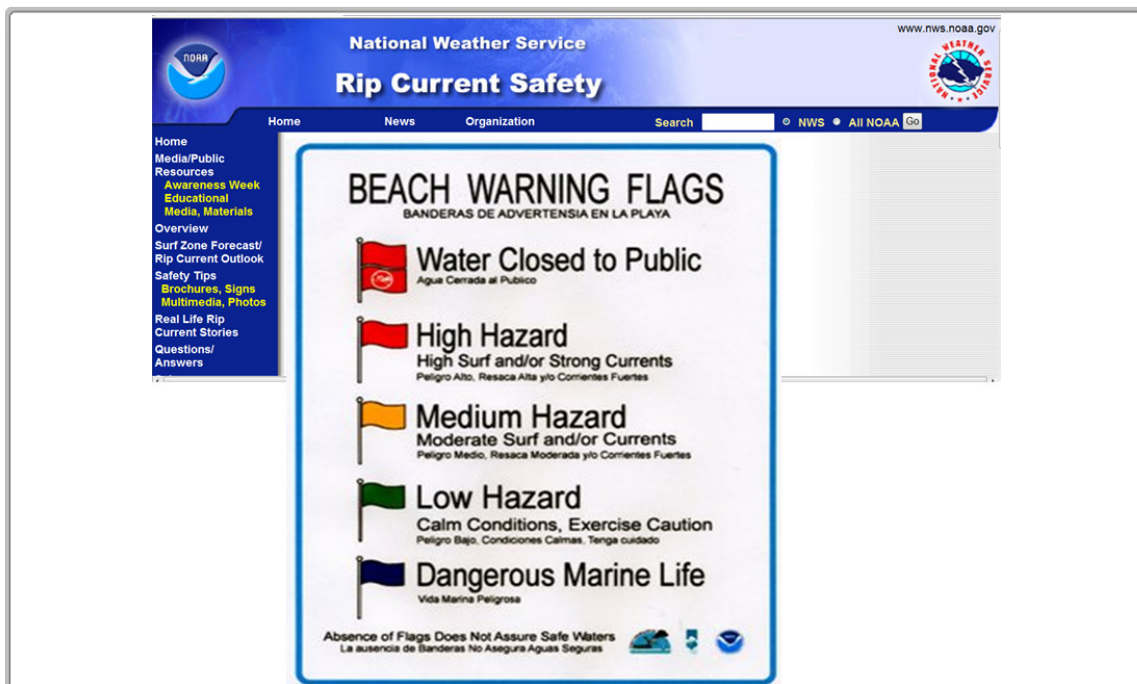 www.nws.noaa.gov
NOAA
National Weather Service
NATIONAL WEATHER SERVICE
Rip Current Safety
Home News Organization Search NWS All NOAA Go
Home
Media/Public
Resources
Awareness Week
Educational
Media, Materials
Overview
Surf Zone Forecast/
Rip Current Outlook
Safety Tips
Brochures, Signs
Multimedia, Photos
Real Life Rip
Current Stories
Questions/
Answers
BEACH WARNING FLAGS
BANDERAS DE ADVERTENSIA EN LA PLAYA
Water Closed to Public
Agua Cerrada al Publico
High Hazard
High Surf and/or Strong Currents
Peligro Alto, Resaca Alta y/o Corrientes Fuertes
Medium Hazard
Moderate Surf and/or Currents
Peligro Medio, Resaca Moderada y/o Corrientes Fuertes
Low Hazard
Calm Conditions, Exercise Caution
Peligro Bajo, Condiciones Calmas, Tenga cuidado
Dangerous Marine Life
Vida Marina Peligrosa
Absence of Flags Does Not Assure Safe Waters
La ausencia de Banderas No Asegura Aguas Seguras